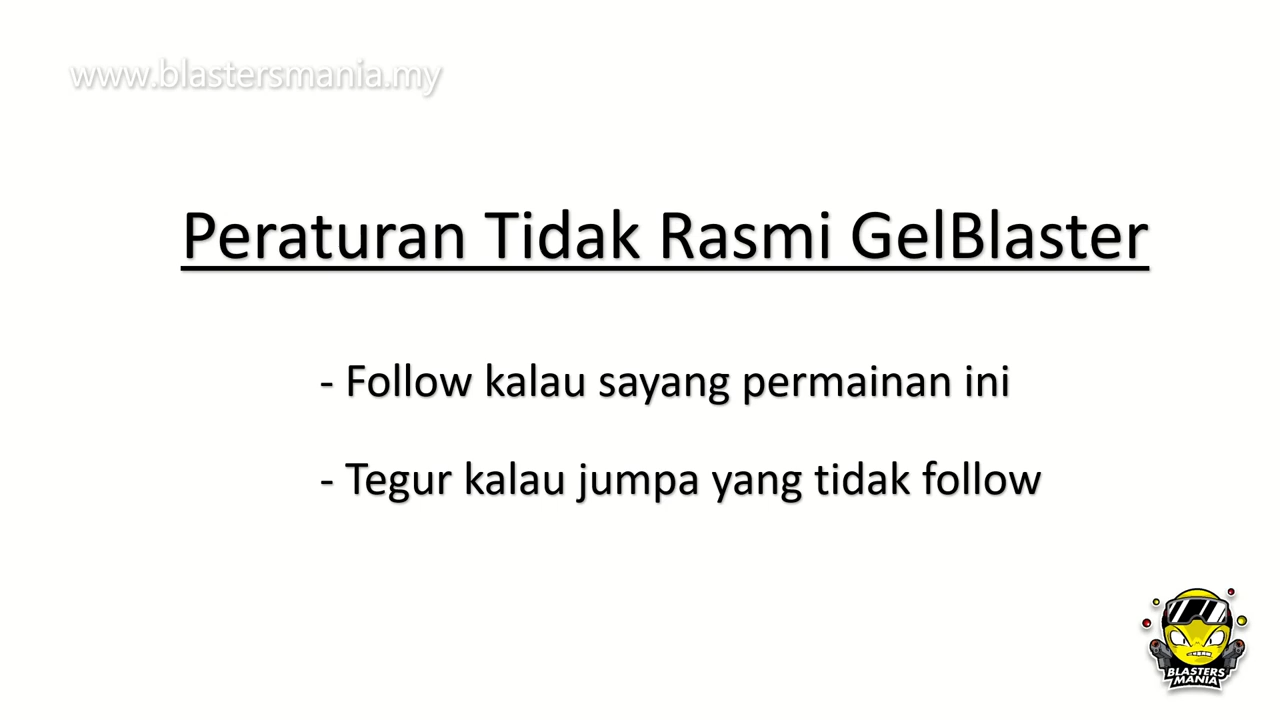 www.blastersmania.my
Peraturan Tidak Rasmi GelBlaster
- Follow kalau sayang permainan ini
- Tegur kalau jumpa yang tidak follow
BLASTERS
MANIA